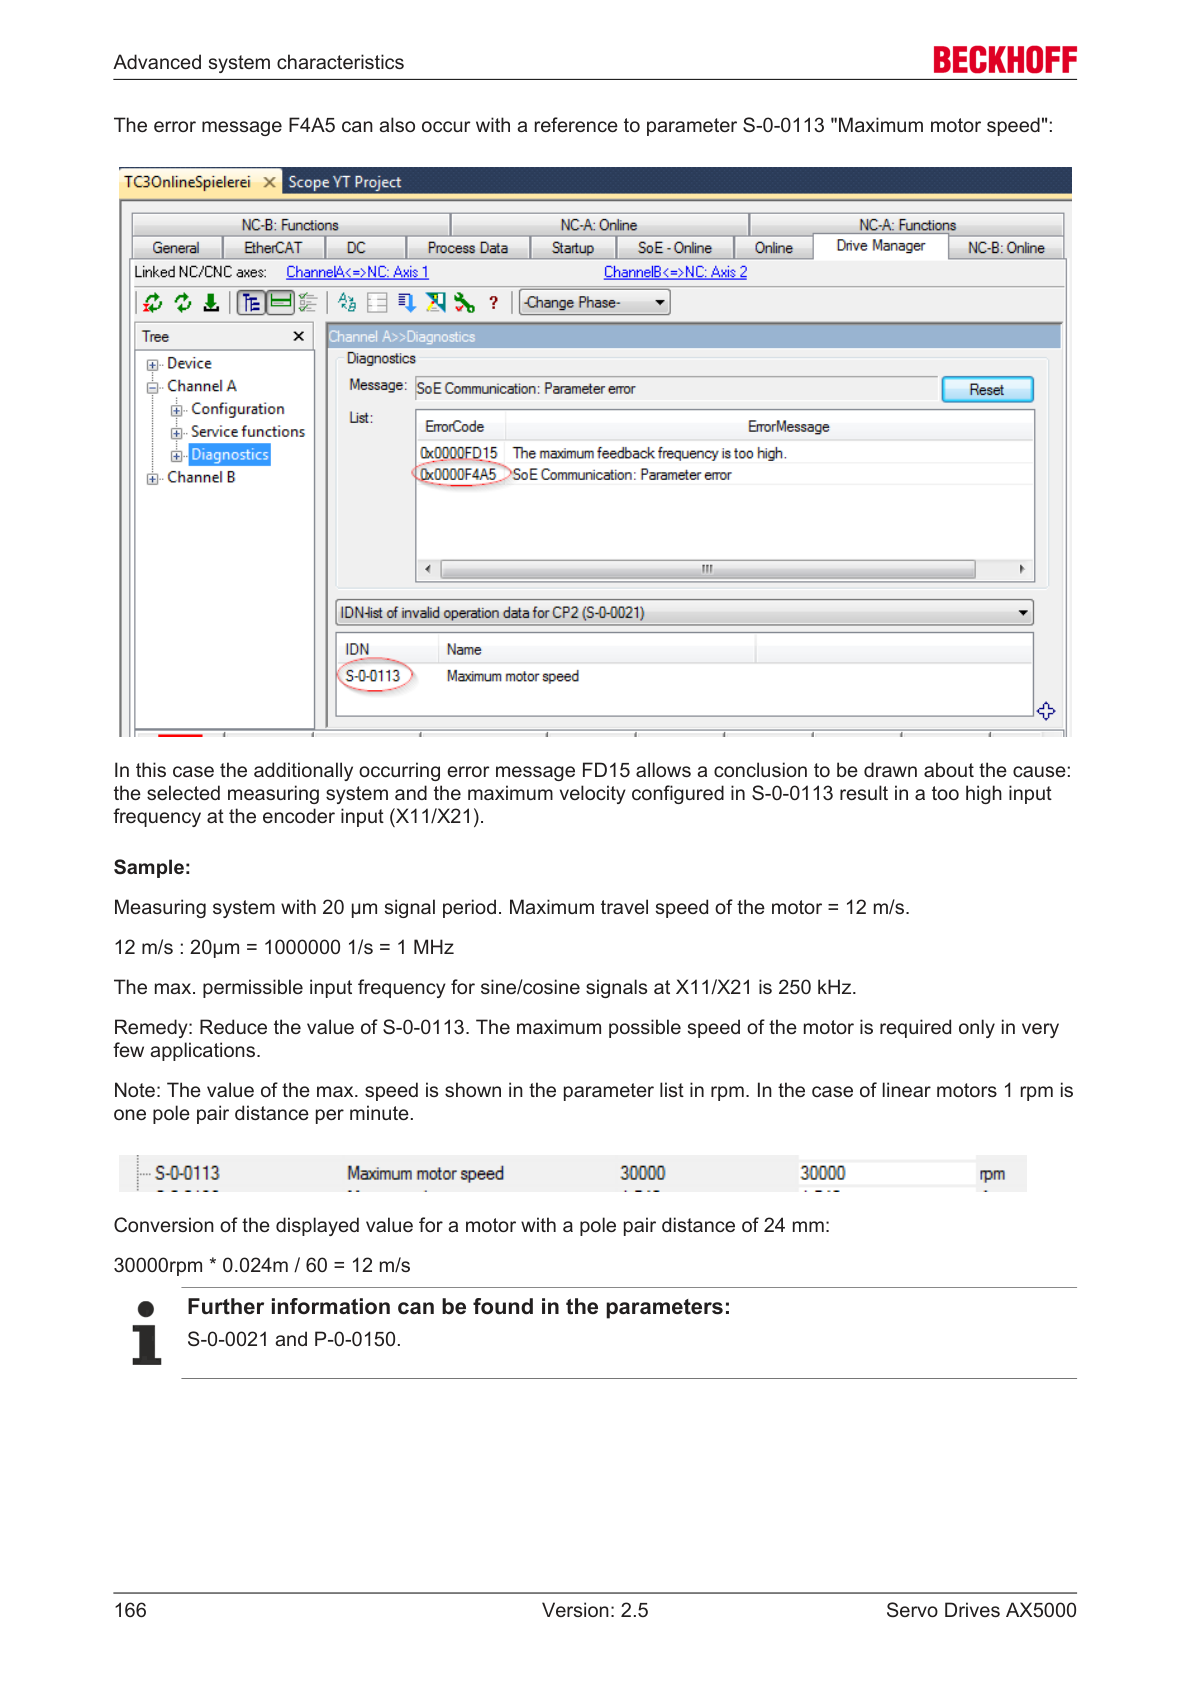 Advanced system characteristics
BECKHOFF
The error message F4A5 can also occur with a reference to parameter S-0-0113 "Maximum motor speed":
TC3OnlineSpielerei × Scope YT Project
NC-B: Functions NC-A: Online NC-A: Functions
General EtherCAT DC Process Data Startup SoE - Online Online Drive Manager NC-B: Online
Linked NC/CNC axes: ChannelA<=>NC: Axis 1 ChannelB<=>NC: Axis 2
-Change Phase-
Tree
Channel A>>Diagnostics
Device
Channel A
Configuration
Service functions
Diagnostics
Channel B
Diagnostics
Message: SoE Communication: Parameter error Reset
List:
ErrorCode ErrorMessage
0x0000FD15 The maximum feedback frequency is too high.
0x0000F4A5 SoE Communication: Parameter error
IDN-list of invalid operation data for CP2 (S-0-0021)
IDN Name
S-0-0113 Maximum motor speed
In this case the additionally occurring error message FD15 allows a conclusion to be drawn about the cause:
the selected measuring system and the maximum velocity configured in S-0-0113 result in a too high input
frequency at the encoder input (X11/X21).
Sample:
Measuring system with 20 µm signal period. Maximum travel speed of the motor = 12 m/s.
12 m/s : 20µm = 1000000 1/s = 1 MHz
The max. permissible input frequency for sine/cosine signals at X11/X21 is 250 kHz.
Remedy: Reduce the value of S-0-0113. The maximum possible speed of the motor is required only in very
few applications.
Note: The value of the max. speed is shown in the parameter list in rpm. In the case of linear motors 1 rpm is
one pole pair distance per minute.
S-0-0113 Maximum motor speed 30000 30000 rpm
Conversion of the displayed value for a motor with a pole pair distance of 24 mm:
30000rpm * 0.024m / 60 = 12 m/s
Further information can be found in the parameters:
S-0-0021 and P-0-0150.
166 Version: 2.5 Servo Drives AX5000